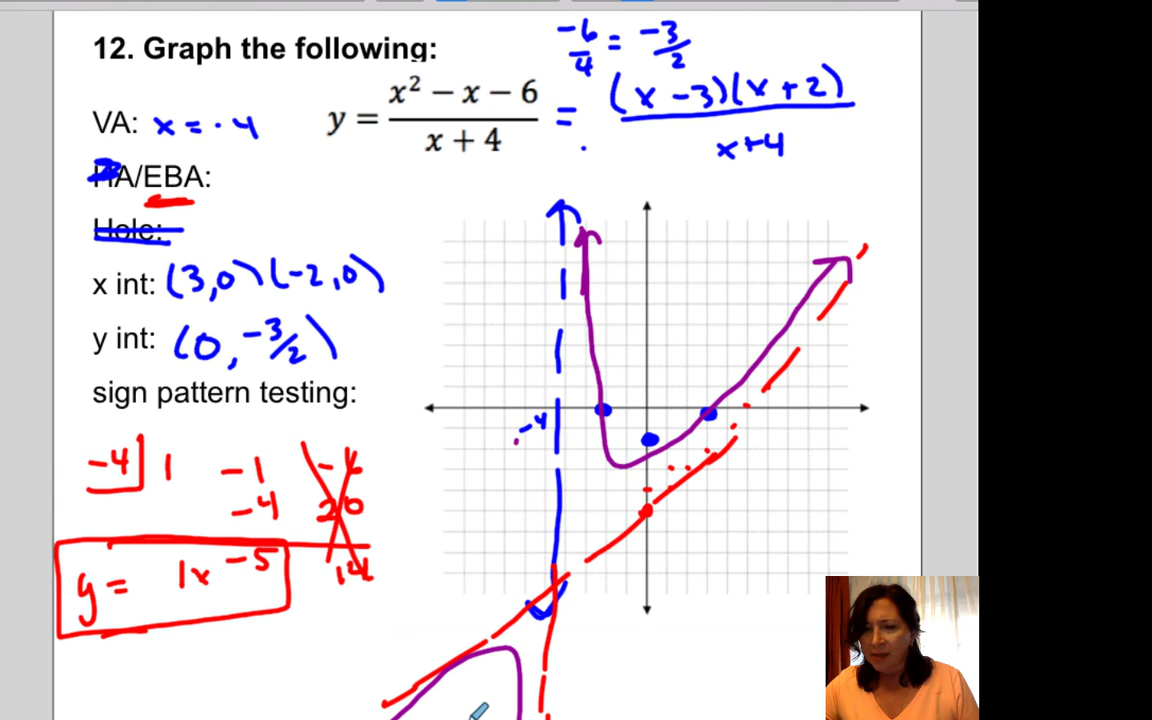 12. Graph the following:
-6/4 = -3/2
VA: x = -4
y = (x² − x − 6)/(x + 4) = (x - 3)(x + 2)/(x + 4)
HA/EBA:
Hole:
x int: (3,0) (-2,0)
y int: (0, -3/2)
sign pattern testing:
-4
-4 1 -1 -6
-4 20
y = 1x -5 14